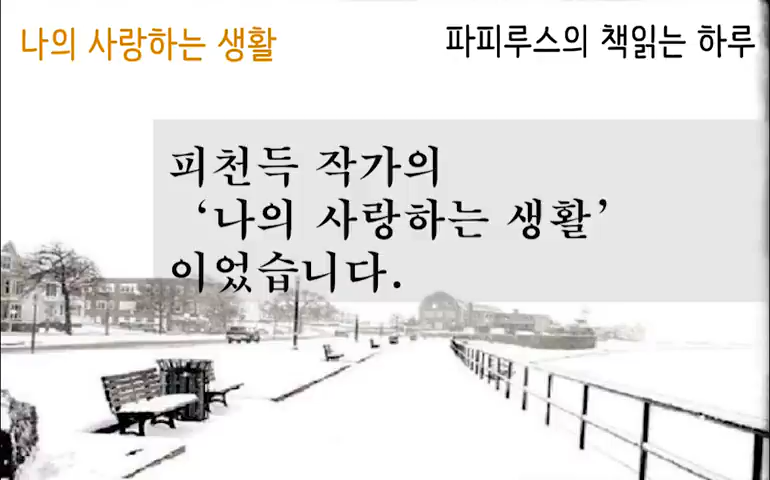 나의 사랑하는 생활
파피루스의 책읽는 하루
피천득 작가의
‘나의 사랑하는 생활’
이었습니다.